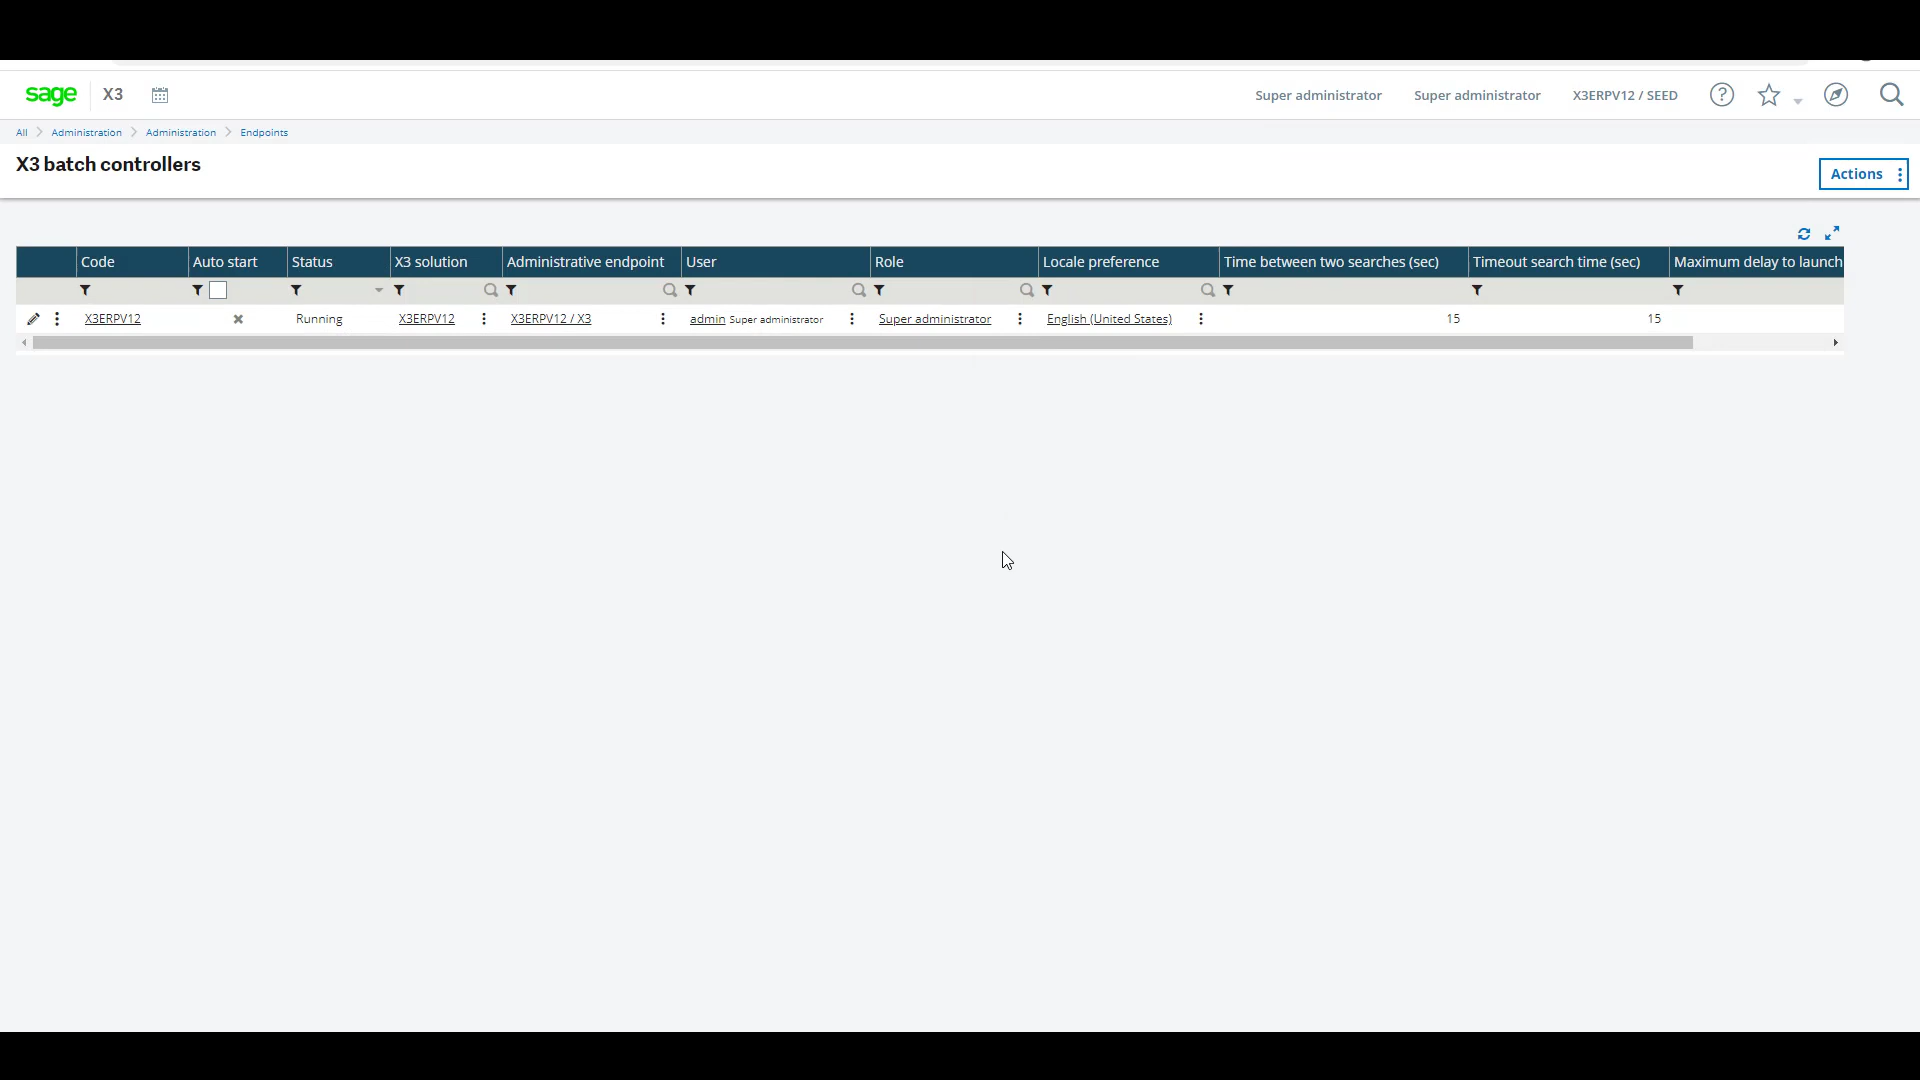 sage X3 Super administrator Super administrator X3ERPV12 / SEED
All Administration Administration Endpoints
X3 batch controllers
Actions
Code Auto start Status X3 solution Administrative endpoint User Role Locale preference Time between two searches (sec) Timeout search time (sec) Maximum delay to launch
X3ERPV12 Running X3ERPV12 X3ERPV12 / X3 admin Super administrator Super administrator English (United States) 15 15